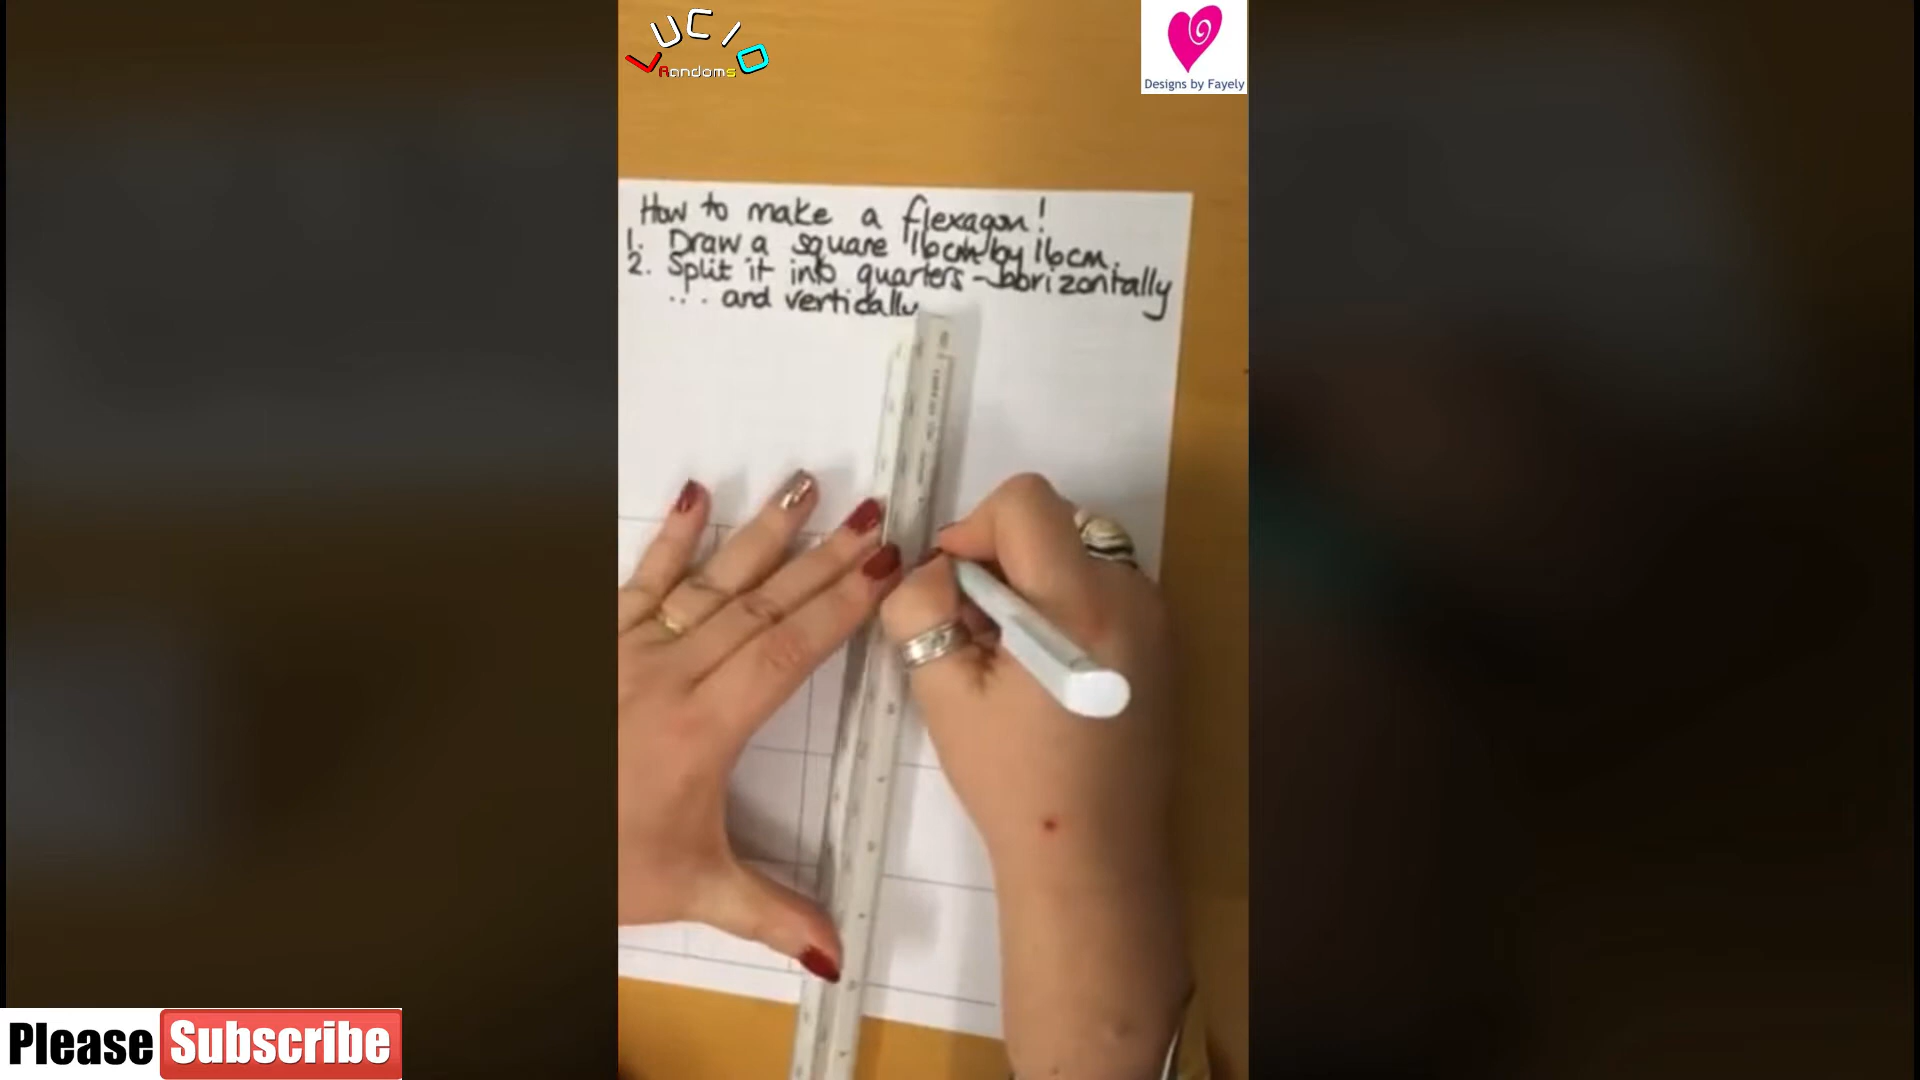 LUCIO
Randoms
Designs by Fayely
How to make a flexagon!
1. Draw a square 16cm by 16cm.
2. Split it into quarters - horizontally
... and vertically
Please Subscribe